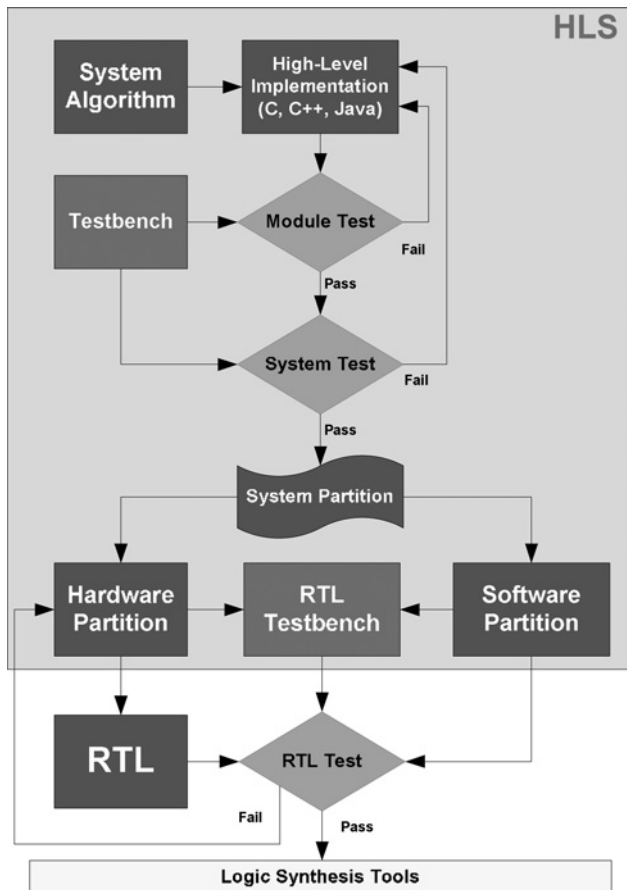 HLS
System
Algorithm
High-Level
Implementation
(C, C++, Java)
Testbench
Module Test
Fail
Pass
System Test
Fail
Pass
System Partition
Hardware
Partition
RTL
Testbench
Software
Partition
RTL
RTL Test
Fail
Pass
Logic Synthesis Tools